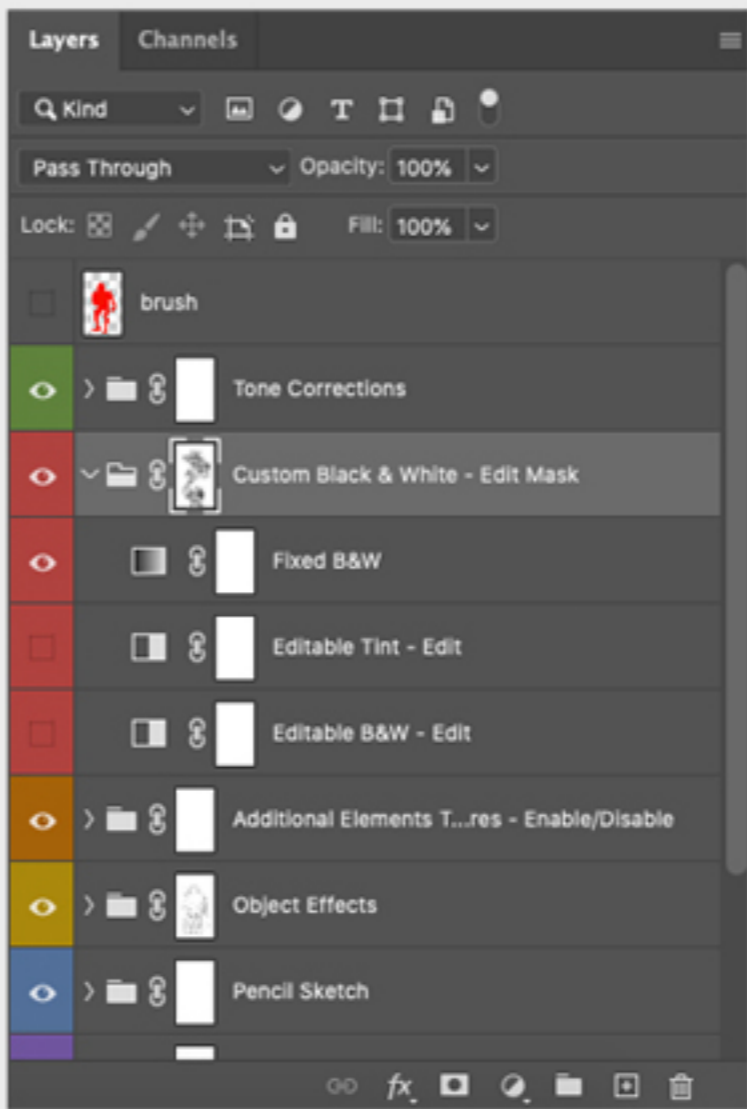 Layers Channels
Kind
Pass Through Opacity: 100%
Lock: Fill: 100%
brush
Tone Corrections
Custom Black & White - Edit Mask
Fixed B&W
Editable Tint - Edit
Editable B&W - Edit
Additional Elements T...res - Enable/Disable
Object Effects
Pencil Sketch
fx